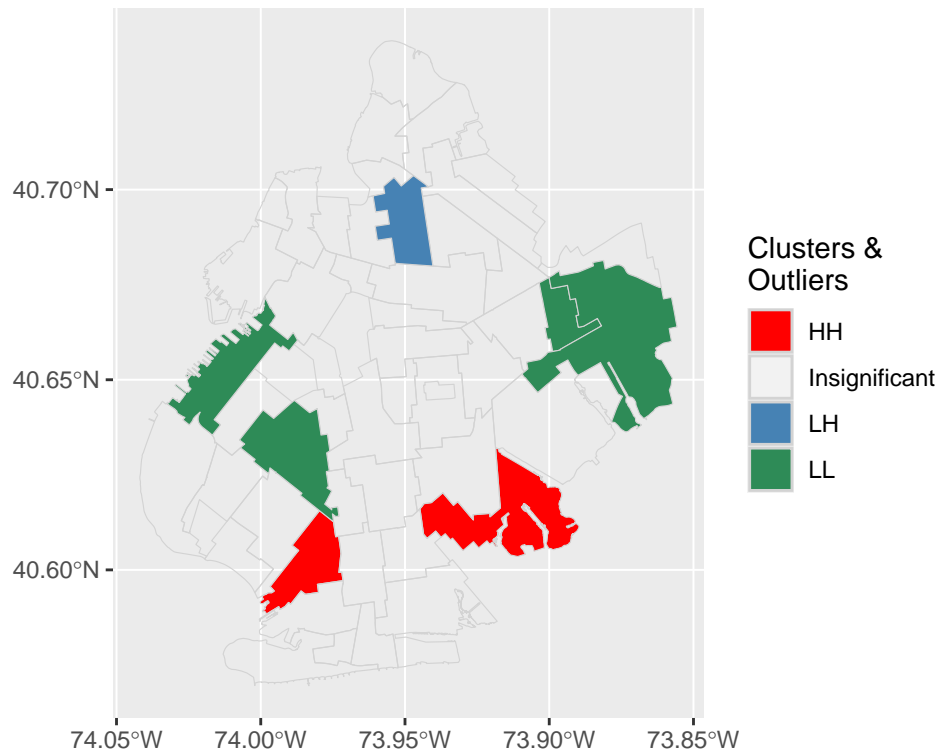 40.70°N
40.65°N
40.60°N
74.05°W
74.00°W
73.95°W
73.90°W
73.85°W
Clusters &
Outliers
HH
Insignificant
LH
LL